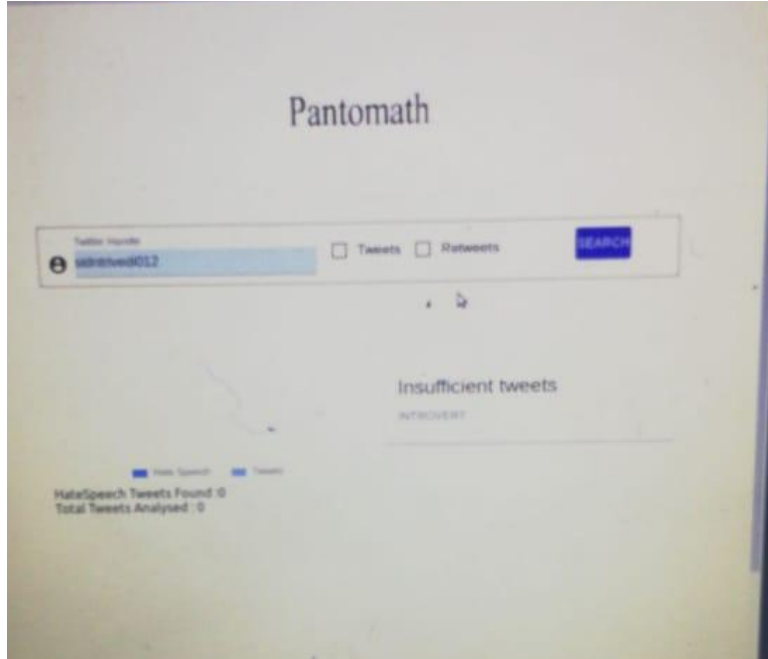 Pantomath
Twitter Handle
sidntrivedi012
Tweets
Retweets
SEARCH
Insufficient tweets
INTROVERT
Hate Speech
Tweets
HateSpeech Tweets Found :0
Total Tweets Analysed : 0